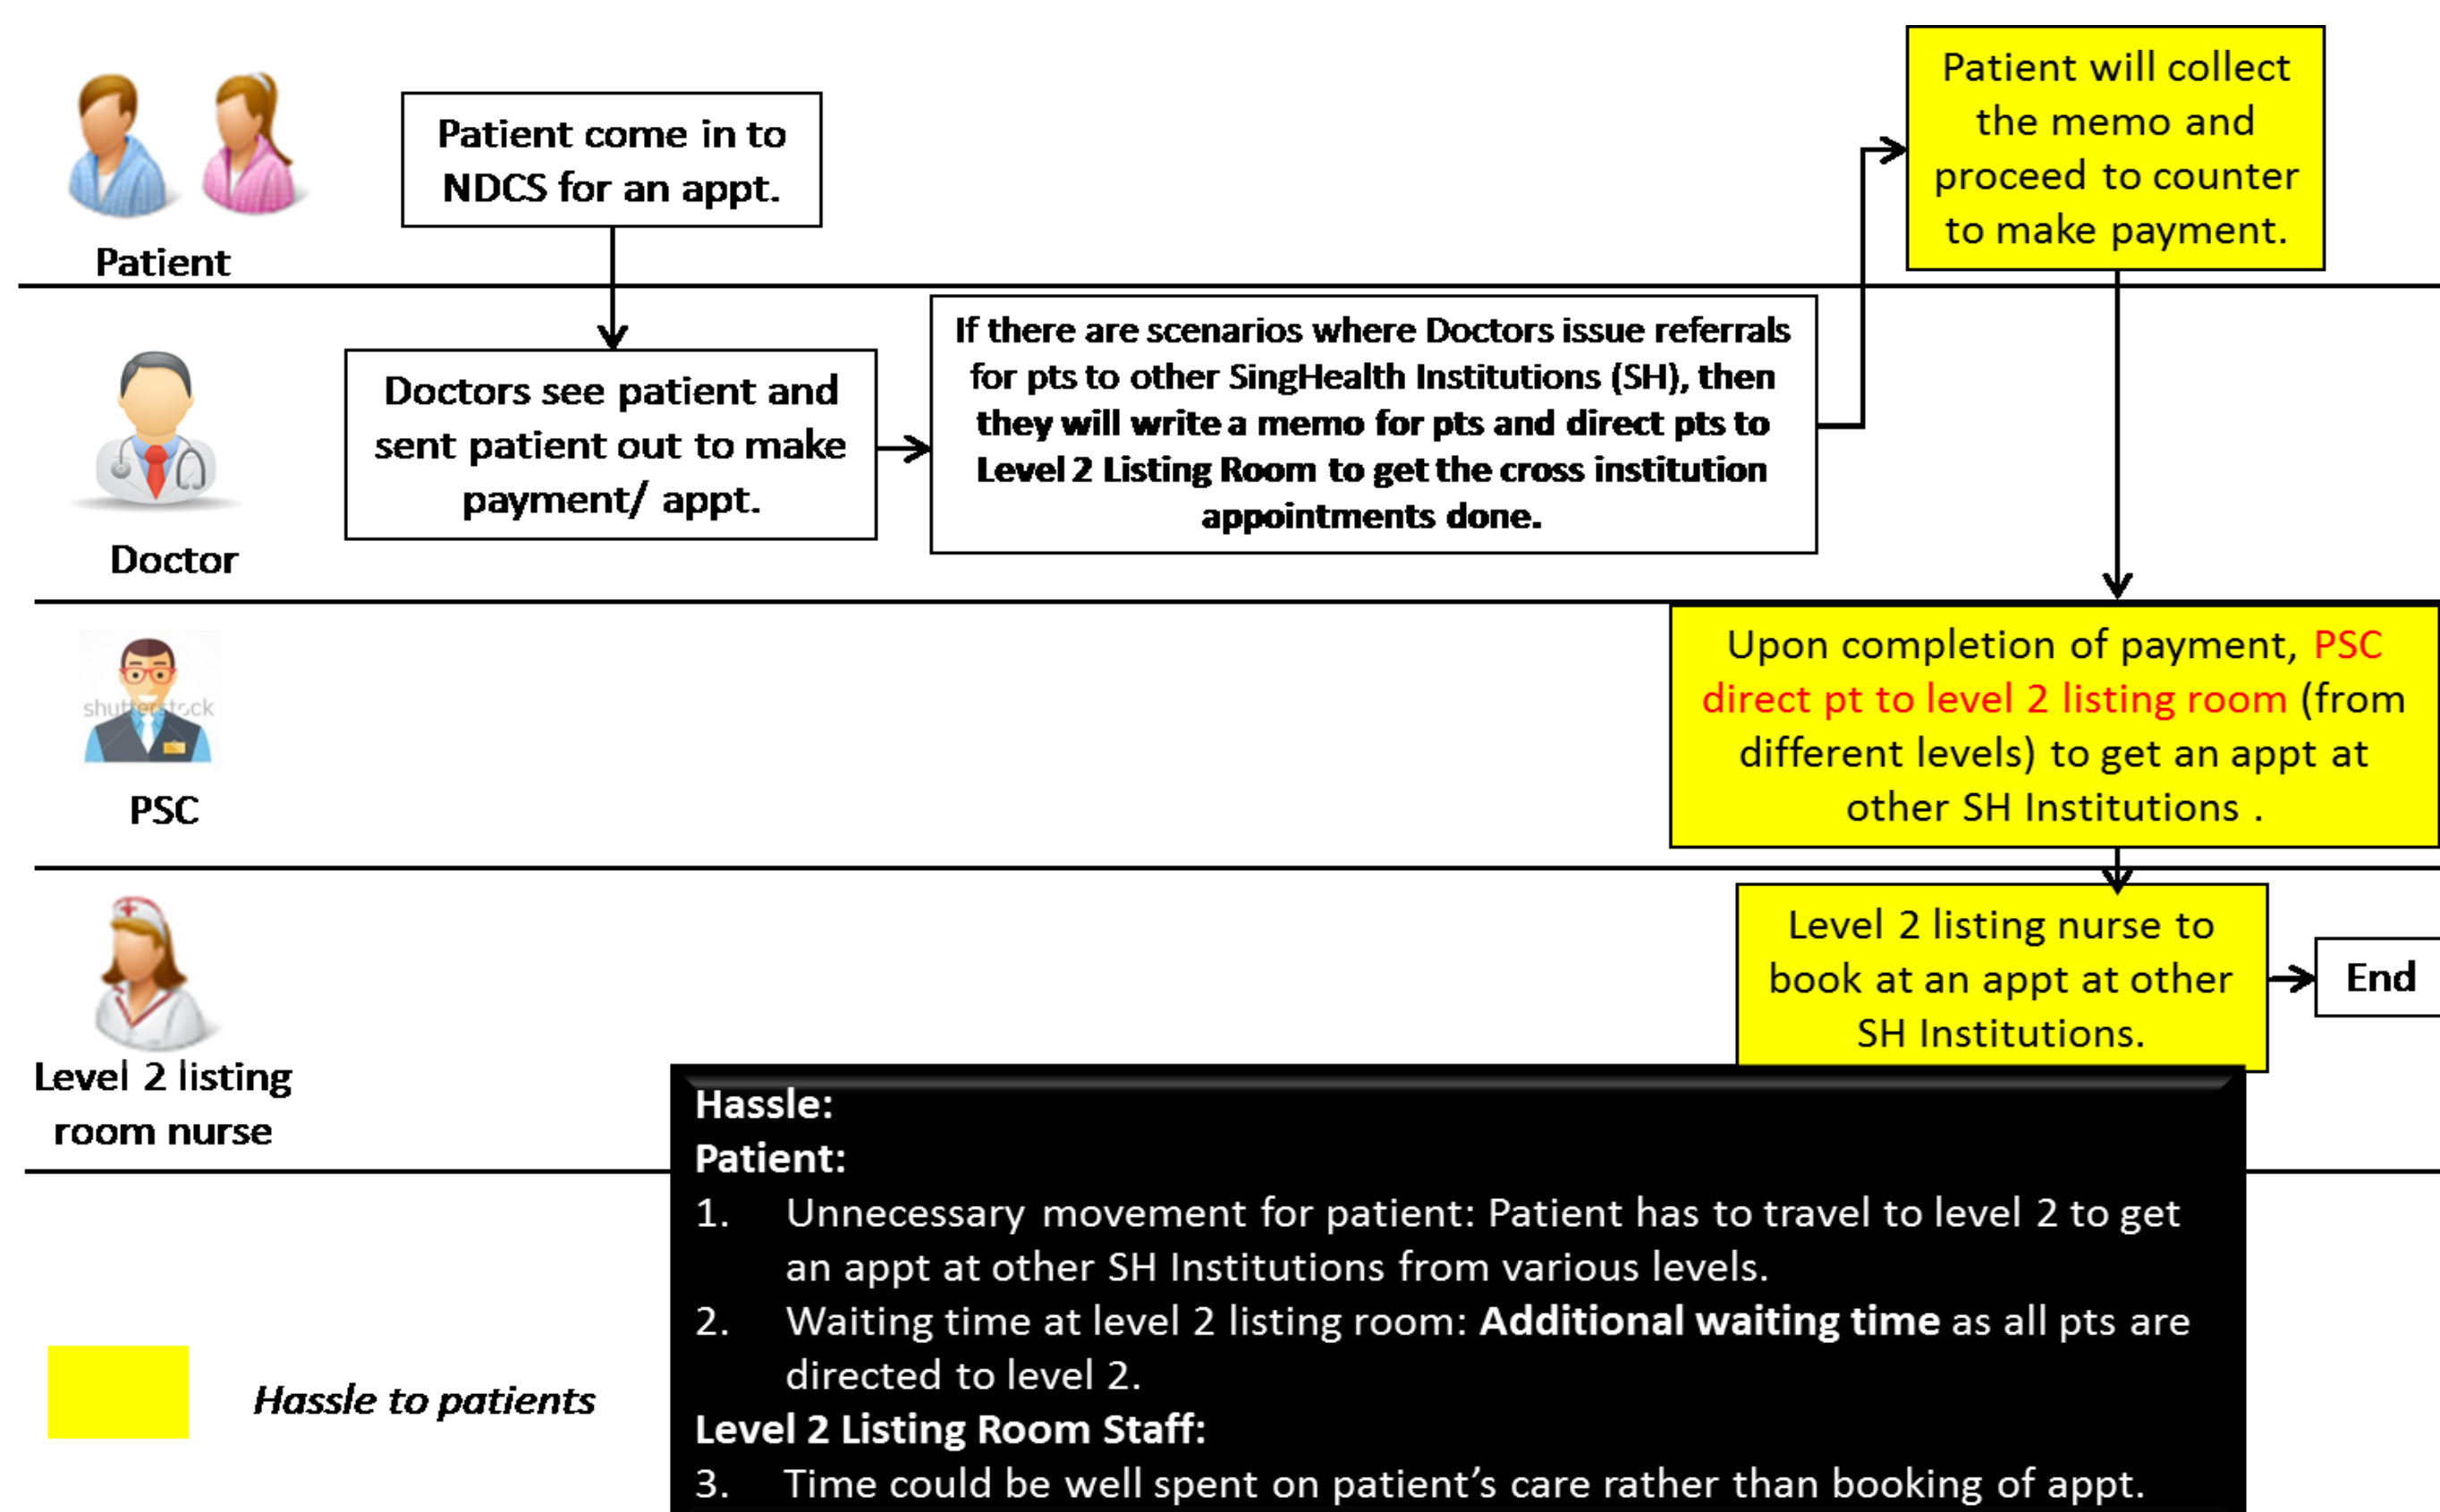 Patient come in to
NDCS for an appt.
Patient will collect
the memo and
proceed to counter
to make payment.
Patient
Doctors see patient and
sent patient out to make
payment/ appt.
If there are scenarios where Doctors issue referrals
for pts to other SingHealth Institutions (SH), then
they will write a memo for pts and direct pts to
Level 2 Listing Room to get the cross institution
appointments done.
Doctor
Upon completion of payment, PSC
direct pt to level 2 listing room (from
different levels) to get an appt at
other SH Institutions .
shutterstock
PSC
Level 2 listing nurse to
book at an appt at other
SH Institutions.
End
Level 2 listing
room nurse
Hassle:
Patient:
1. Unnecessary movement for patient: Patient has to travel to level 2 to get
an appt at other SH Institutions from various levels.
2. Waiting time at level 2 listing room: Additional waiting time as all pts are
directed to level 2.
Level 2 Listing Room Staff:
3. Time could be well spent on patient’s care rather than booking of appt.
Hassle to patients